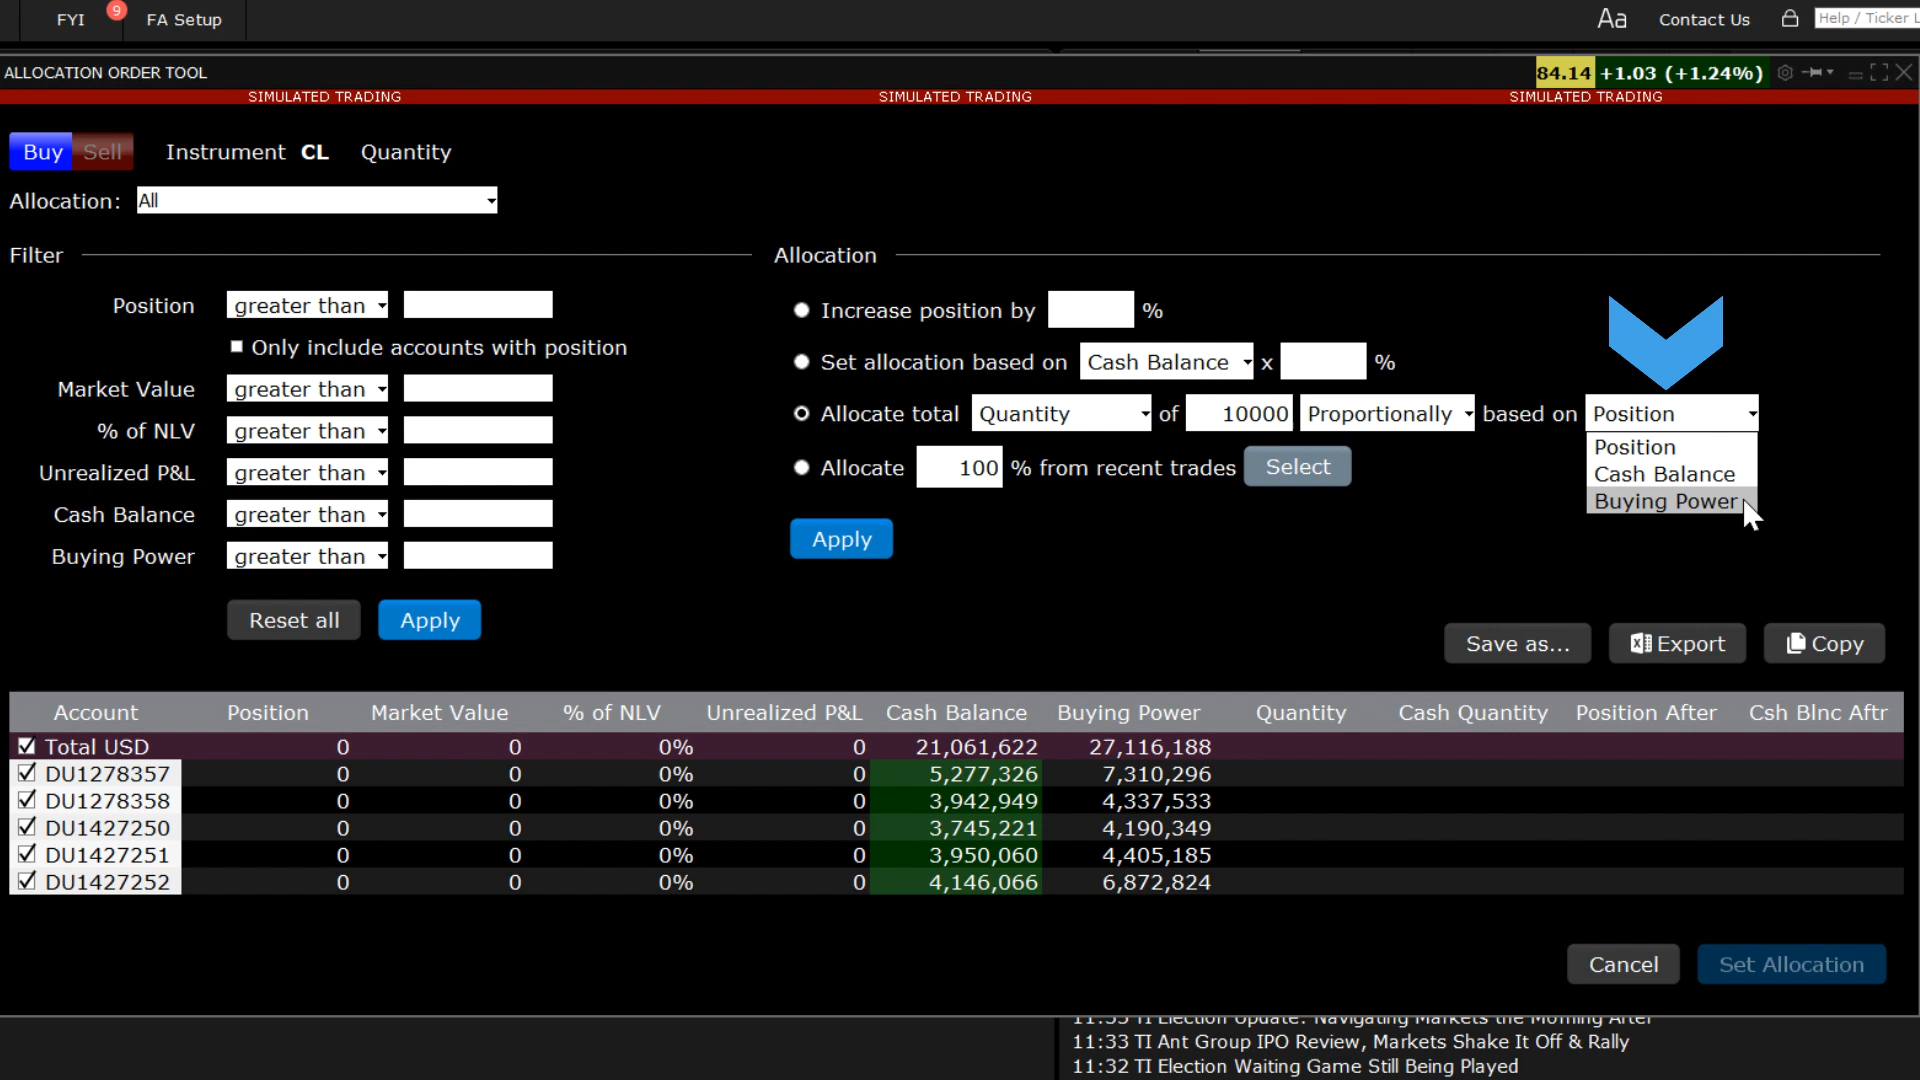 FYI 9 FA Setup Aa Contact Us Help / Ticker L
ALLOCATION ORDER TOOL 84.14 +1.03 (+1.24%)
SIMULATED TRADING SIMULATED TRADING SIMULATED TRADING
Buy Sell Instrument CL Quantity
Allocation: All
Filter
Position greater than
Only include accounts with position
Market Value greater than
% of NLV greater than
Unrealized P&L greater than
Cash Balance greater than
Buying Power greater than
Reset all Apply
Allocation
Increase position by %
Set allocation based on Cash Balance x %
Allocate total Quantity of 10000 Proportionally based on Position
Position
Cash Balance
Buying Power
Allocate 100 % from recent trades Select
Apply
Save as... Export Copy
Account Position Market Value % of NLV Unrealized P&L Cash Balance Buying Power Quantity Cash Quantity Position After Csh Blnc Aftr
Total USD 0 0 0% 0 21,061,622 27,116,188
DU1278357 0 0 0% 0 5,277,326 7,310,296
DU1278358 0 0 0% 0 3,942,949 4,337,533
DU1427250 0 0 0% 0 3,745,221 4,190,349
DU1427251 0 0 0% 0 3,950,060 4,405,185
DU1427252 0 0 0% 0 4,146,066 6,872,824
Cancel Set Allocation
11:33 TI Election Update: Navigating Markets the Morning After
11:33 TI Ant Group IPO Review, Markets Shake It Off & Rally
11:32 TI Election Waiting Game Still Being Played